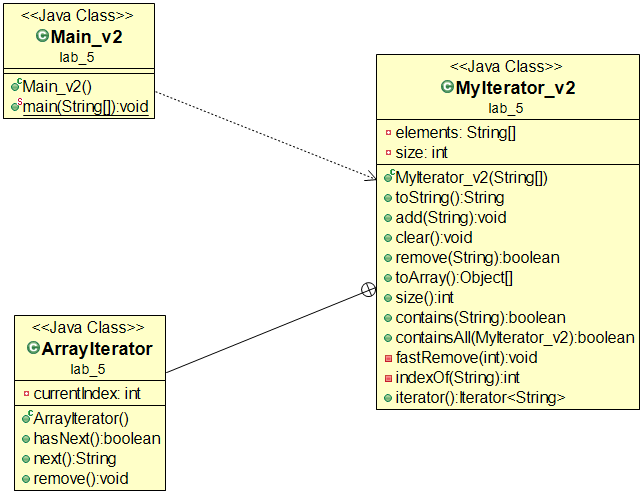 <<Java Class>>
Main_v2
lab_5
Main_v2()
main(String[]):void
<<Java Class>>
MyIterator_v2
lab_5
elements: String[]
size: int
MyIterator_v2(String[])
toString():String
add(String):void
clear():void
remove(String):boolean
toArray():Object[]
size():int
contains(String):boolean
containsAll(MyIterator_v2):boolean
fastRemove(int):void
indexOf(String):int
iterator():Iterator<String>
<<Java Class>>
ArrayIterator
lab_5
currentIndex: int
ArrayIterator()
hasNext():boolean
next():String
remove():void